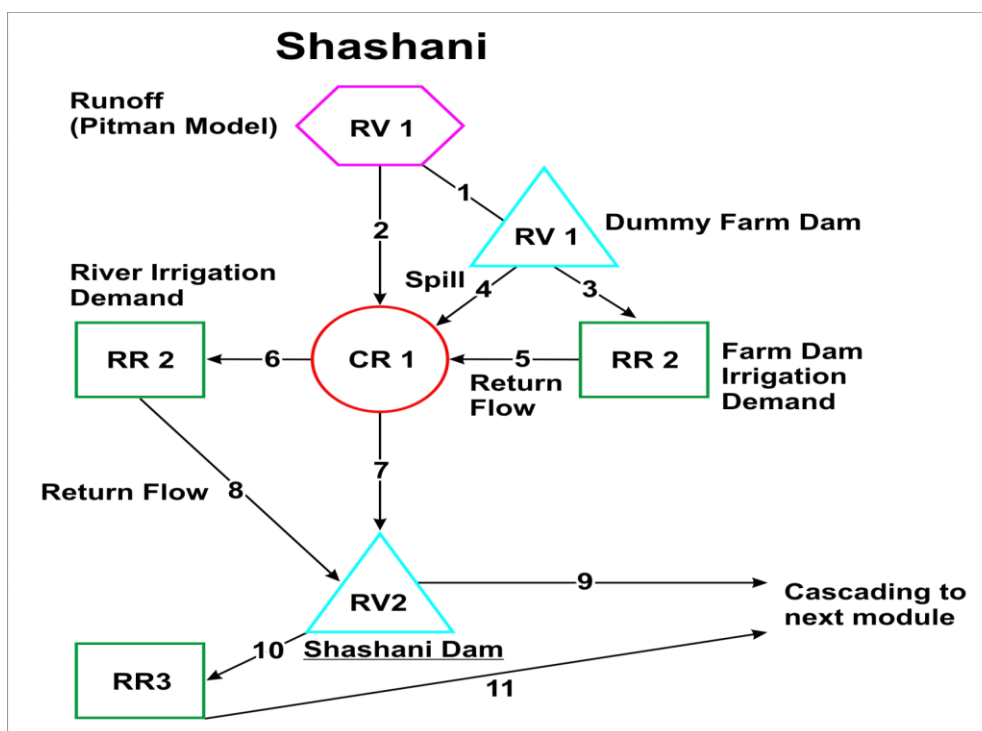 Shashani
Runoff
(Pitman Model)
RV 1
1
2
RV 1
Dummy Farm Dam
Spill
4
3
River Irrigation
Demand
RR 2
6
CR 1
5
RR 2
Return
Flow
Farm Dam
Irrigation
Demand
7
Return Flow
8
RV2
9
Cascading to
next module
Shashani Dam
10
RR3
11